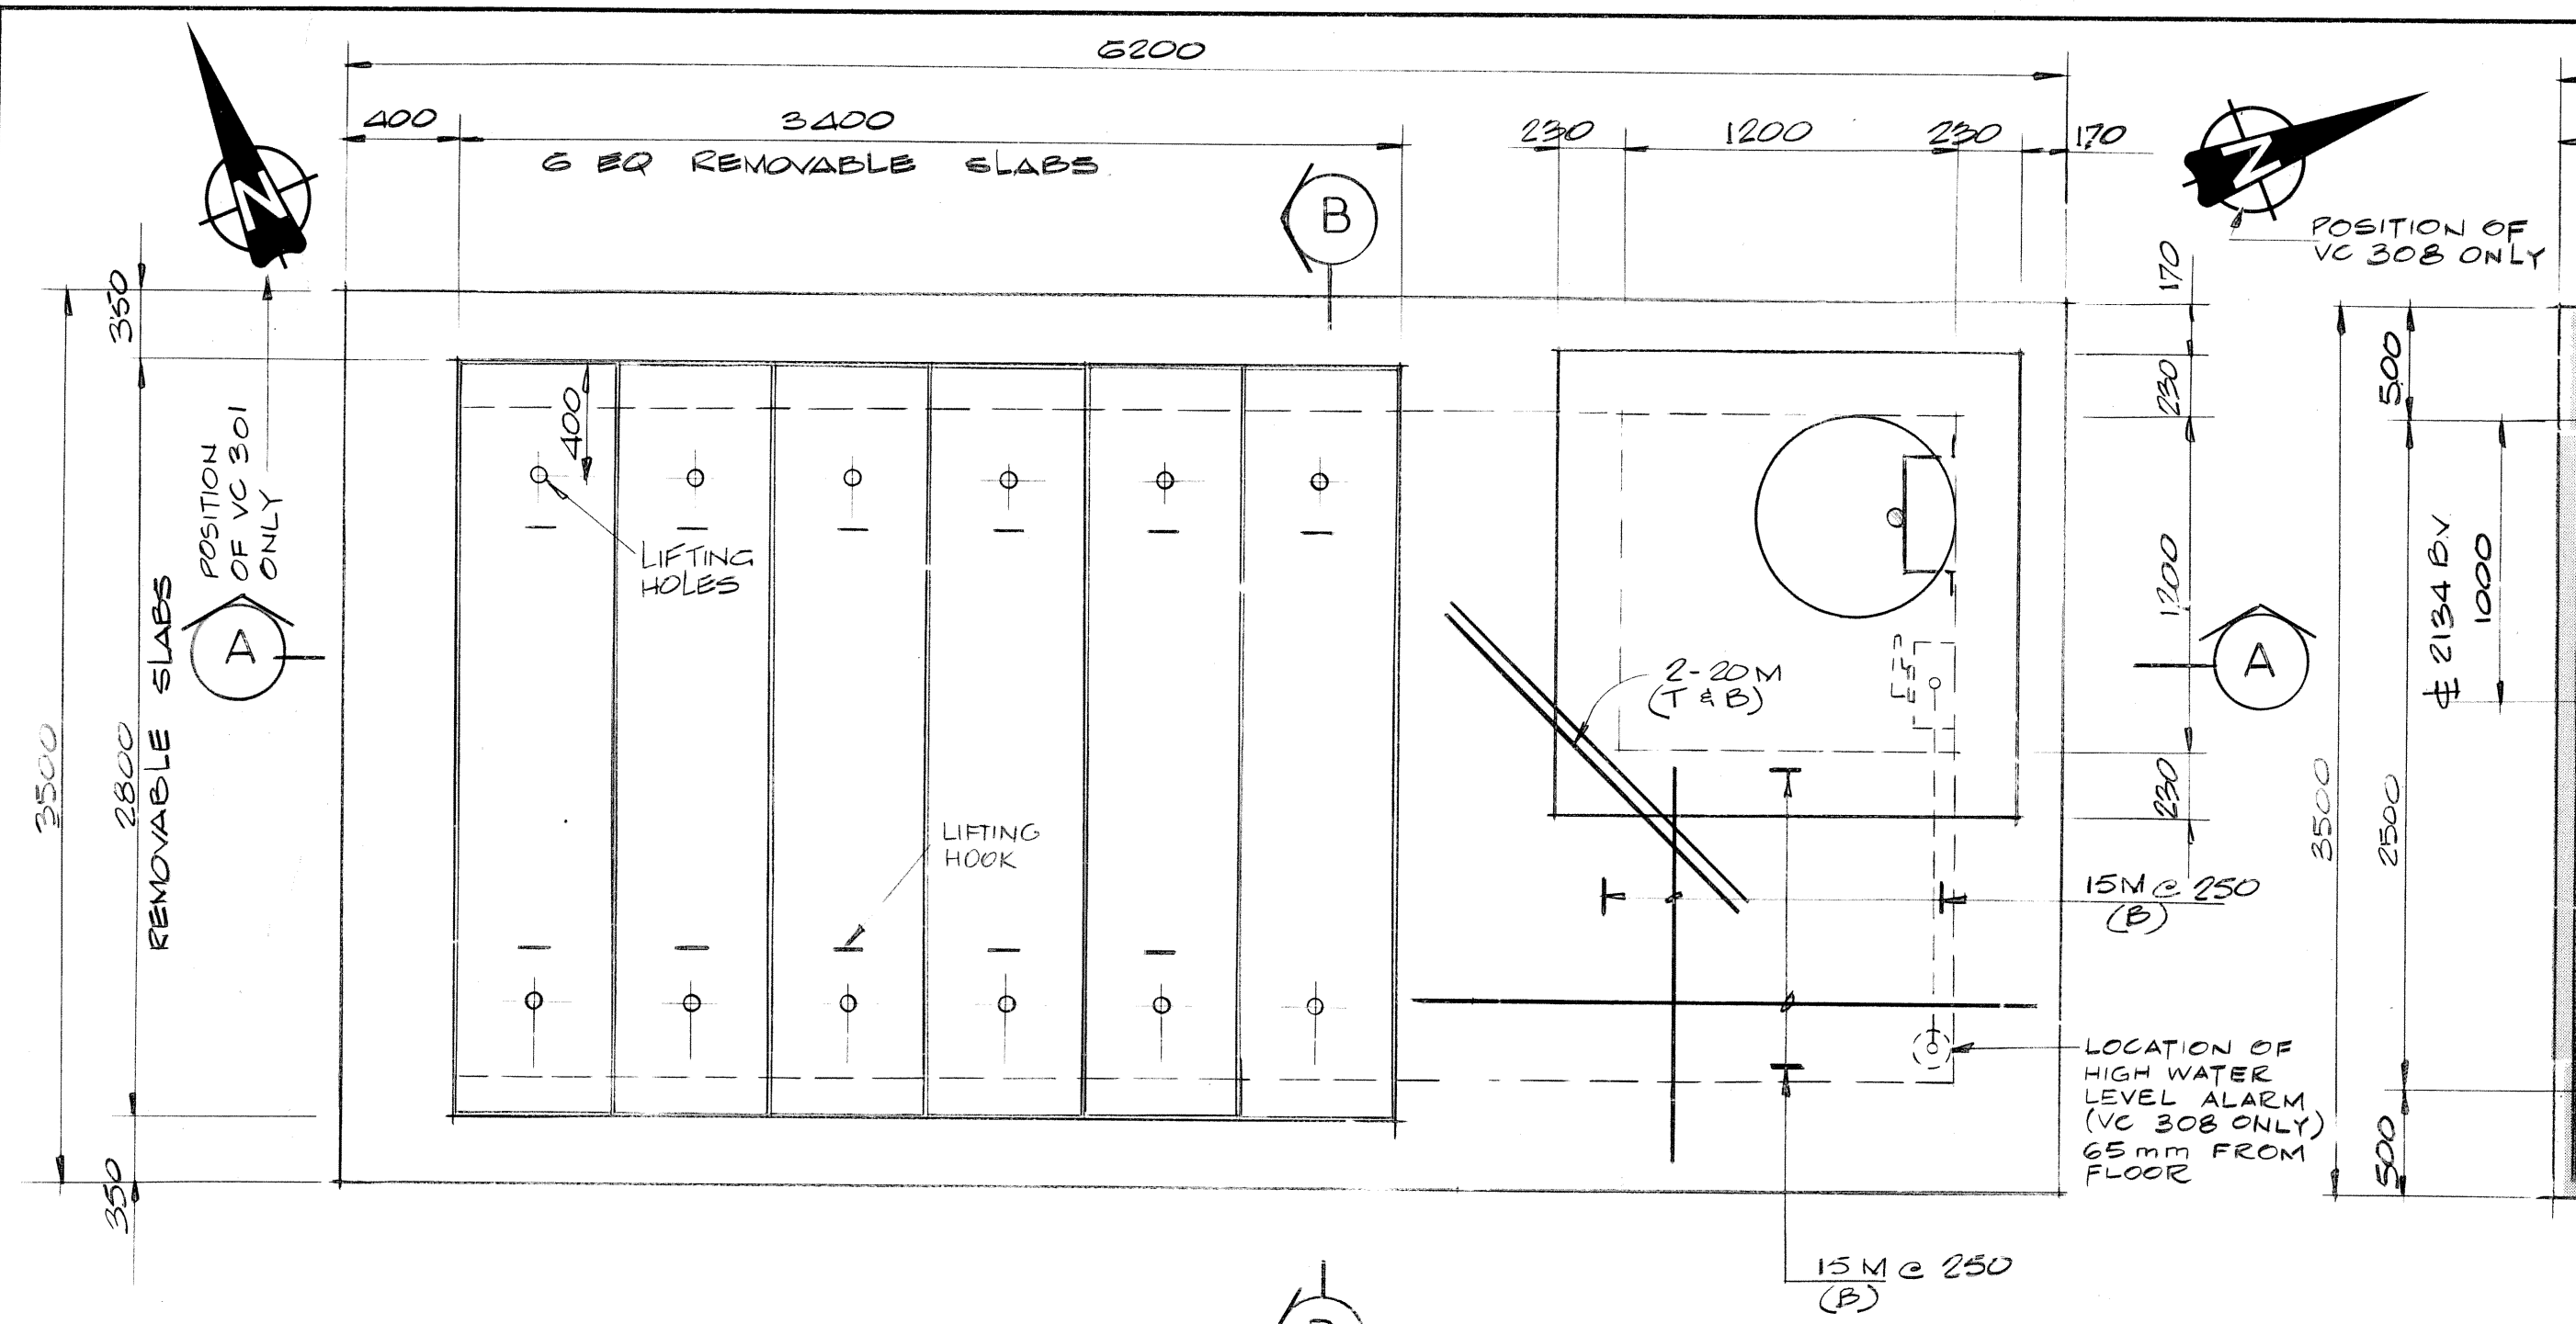 6200
400
3400
230
1200
230
170
6 EQ REMOVABLE SLABS
N
B
N
POSITION OF
VC 308 ONLY
350
170
500
400
230
POSITION
OF VC 301
ONLY
LIFTING
HOLES
1200
₵ 2134 B.V.
1000
A
A
2-20M
(T & B)
REMOVABLE SLABS
3500
2800
230
3500
2500
LIFTING
HOOK
15M @ 250
(B)
LOCATION OF
HIGH WATER
LEVEL ALARM
(VC 308 ONLY)
65mm FROM
FLOOR
350
500
15M @ 250
(B)